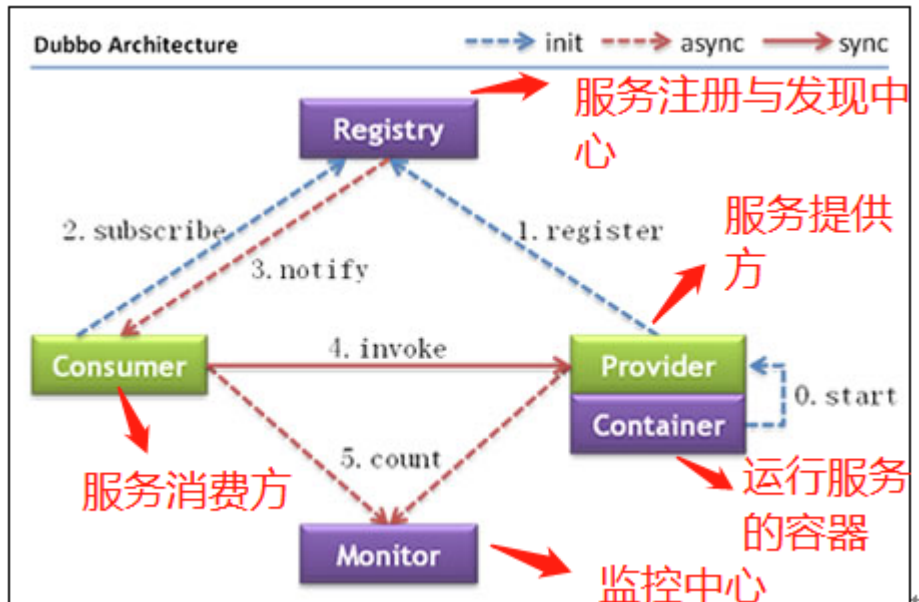 Dubbo Architecture
init
async
sync
Registry
服务注册与发现中
心
2. subscribe
1. register
3. notify
服务提供
方
Consumer
4. invoke
Provider
0. start
Container
5. count
服务消费方
运行服务
的容器
Monitor
监控中心